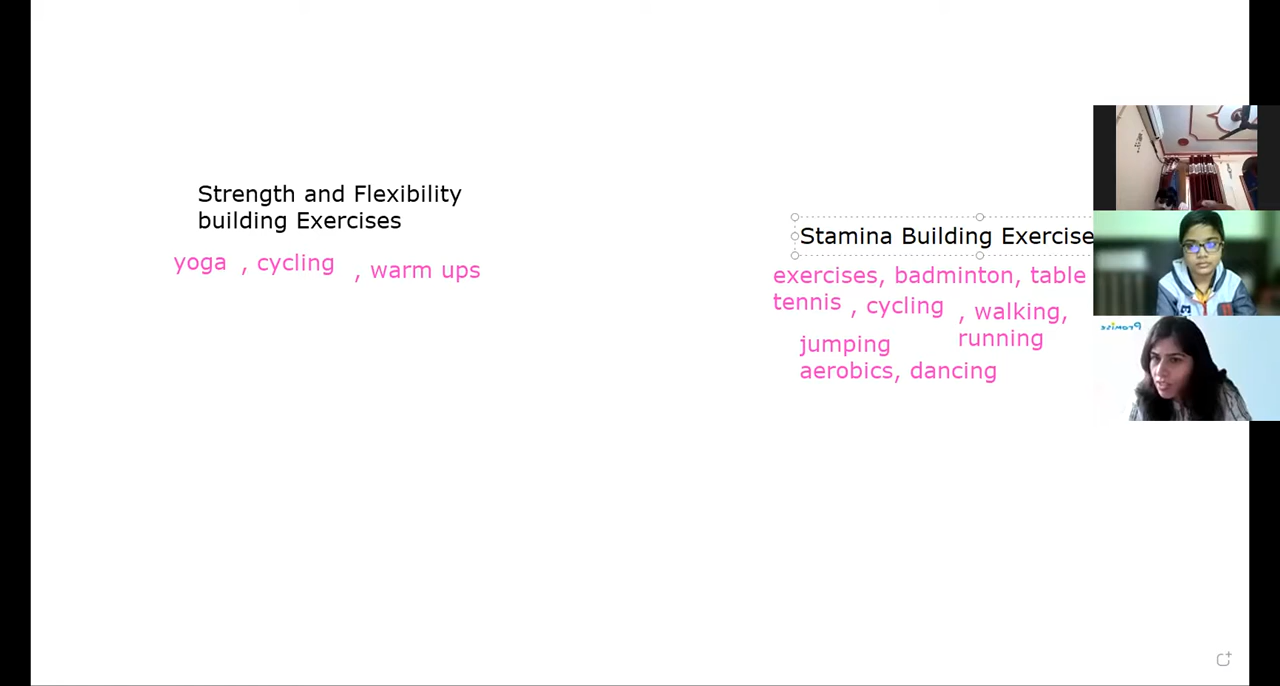 Strength and Flexibility
building Exercises
yoga , cycling , warm ups
Stamina Building Exercise
exercises, badminton, table
tennis , cycling , walking,
running
jumping
aerobics, dancing
Promise